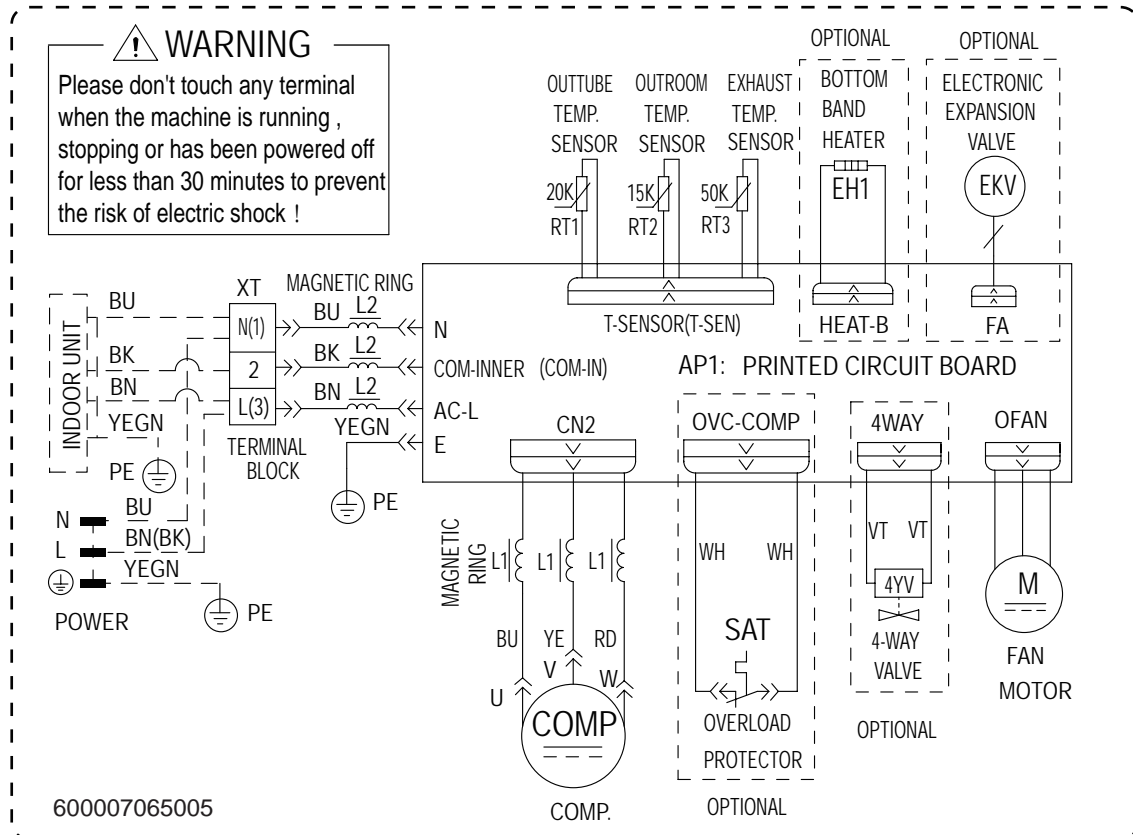 WARNING
Please don't touch any terminal
when the machine is running ,
stopping or has been powered off
for less than 30 minutes to prevent
the risk of electric shock !
OUTTUBE
TEMP.
SENSOR
OUTROOM
TEMP.
SENSOR
EXHAUST
TEMP.
SENSOR
OPTIONAL
BOTTOM
BAND
HEATER
EH1
OPTIONAL
ELECTRONIC
EXPANSION
VALVE
EKV
20K
RT1
15K
RT2
50K
RT3
T-SENSOR(T-SEN)
HEAT-B
FA
INDOOR UNIT
BU
BK
BN
YEGN
PE
XT
N(1)
2
L(3)
TERMINAL
BLOCK
MAGNETIC RING
BU L2
BK L2
BN L2
YEGN
PE
N
COM-INNER (COM-IN)
AC-L
E
AP1: PRINTED CIRCUIT BOARD
N
L
BU
BN(BK)
YEGN
PE
POWER
CN2
MAGNETIC
RING
L1
L1
L1
BU
YE
RD
U
V
W
COMP
COMP.
OVC-COMP
WH
WH
SAT
OVERLOAD
PROTECTOR
OPTIONAL
4WAY
VT
VT
4YV
4-WAY
VALVE
OPTIONAL
OFAN
M
FAN
MOTOR
600007065005